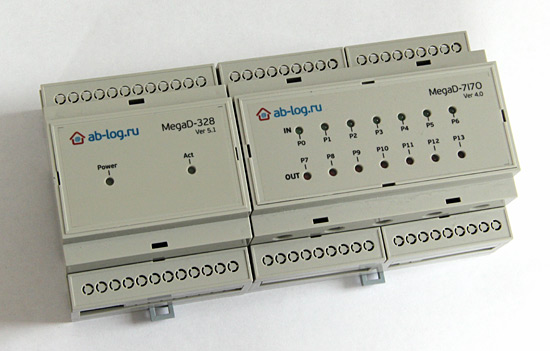 ab-log.ru
MegaD-328
Ver 5.1
Power
Act
ab-log.ru
MegaD-7I7O
Ver 4.0
IN
P0 P1 P2 P3 P4 P5 P6
P7 P8 P9 P10 P11 P12 P13
OUT